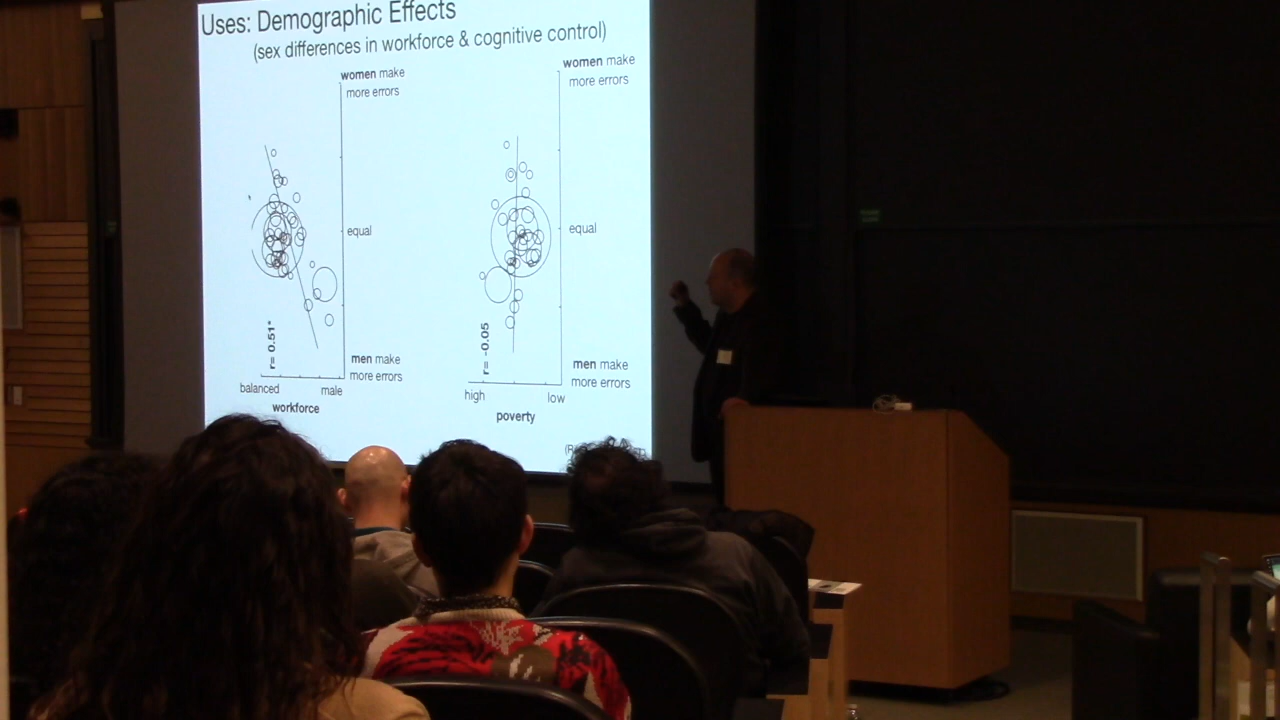 Uses: Demographic Effects
(sex differences in workforce & cognitive control)
women make
more errors
equal
men make
more errors
r= 0.51*
balanced
male
workforce
women make
more errors
equal
men make
more errors
r= -0.05
high
low
poverty